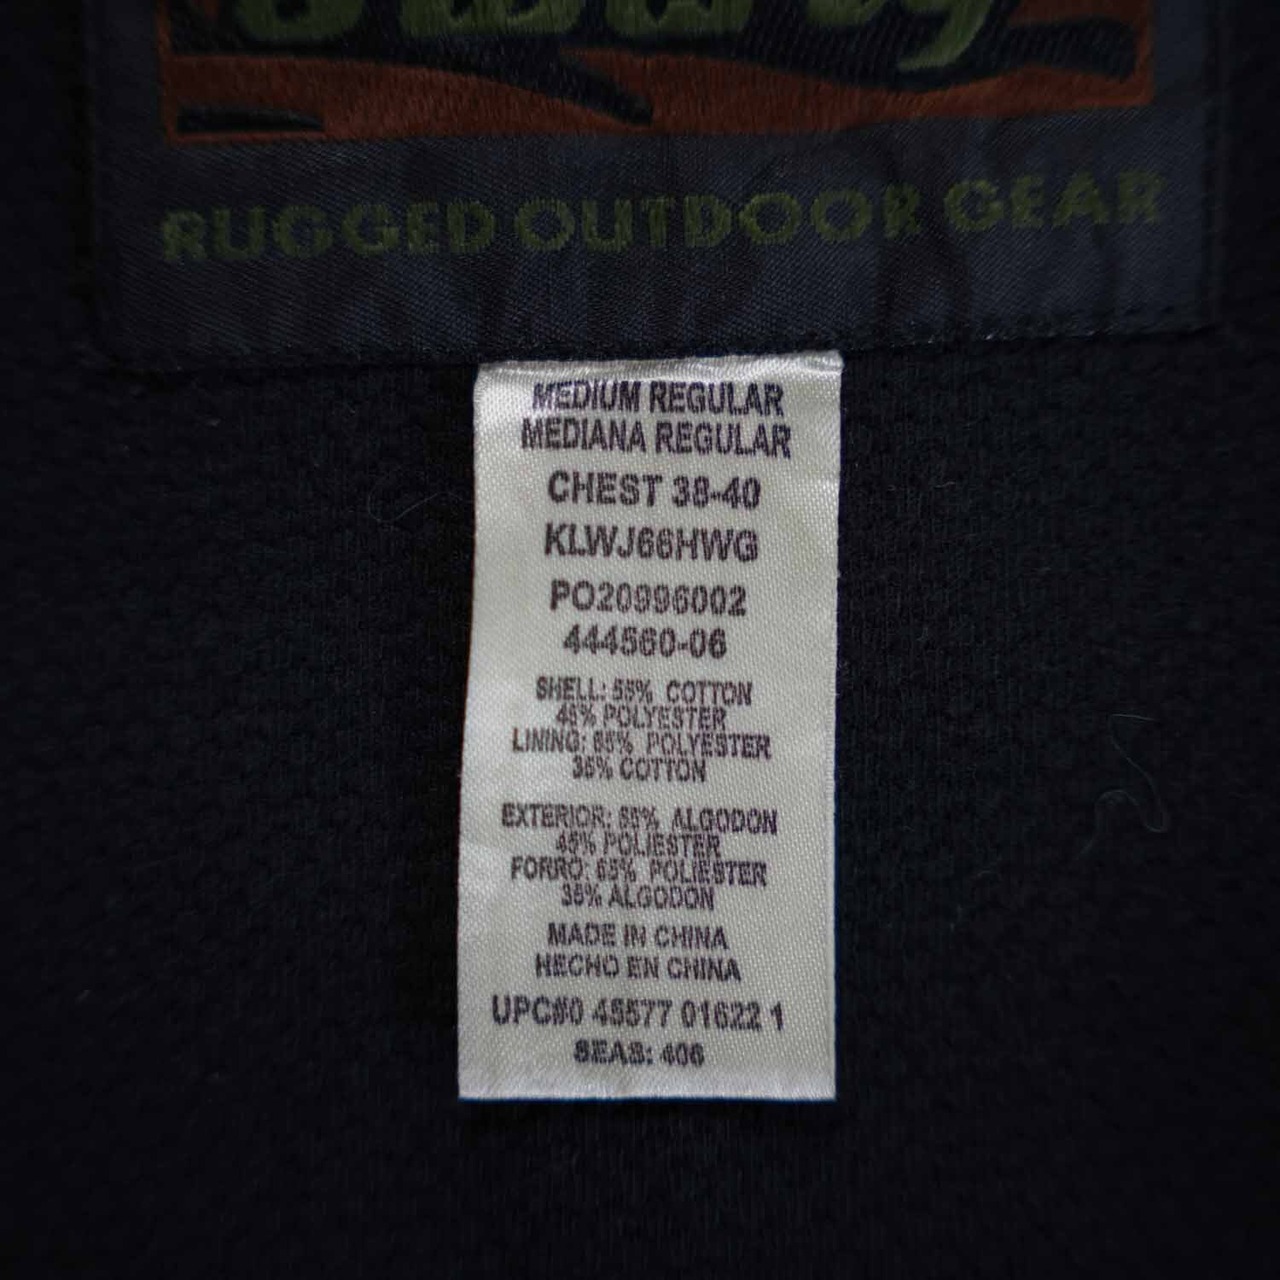 RUGGED OUTDOOR GEAR
MEDIUM REGULAR
MEDIANA REGULAR
CHEST 38-40
KLWJ66HWG
PO20996002
444560-06
SHELL: 55% COTTON
45% POLYESTER
LINING: 65% POLYESTER
35% COTTON
EXTERIOR: 55% ALGODON
45% POLIESTER
FORRO: 65% POLIESTER
35% ALGODON
MADE IN CHINA
HECHO EN CHINA
UPC#0 45577 01622 1
SEAS: 406